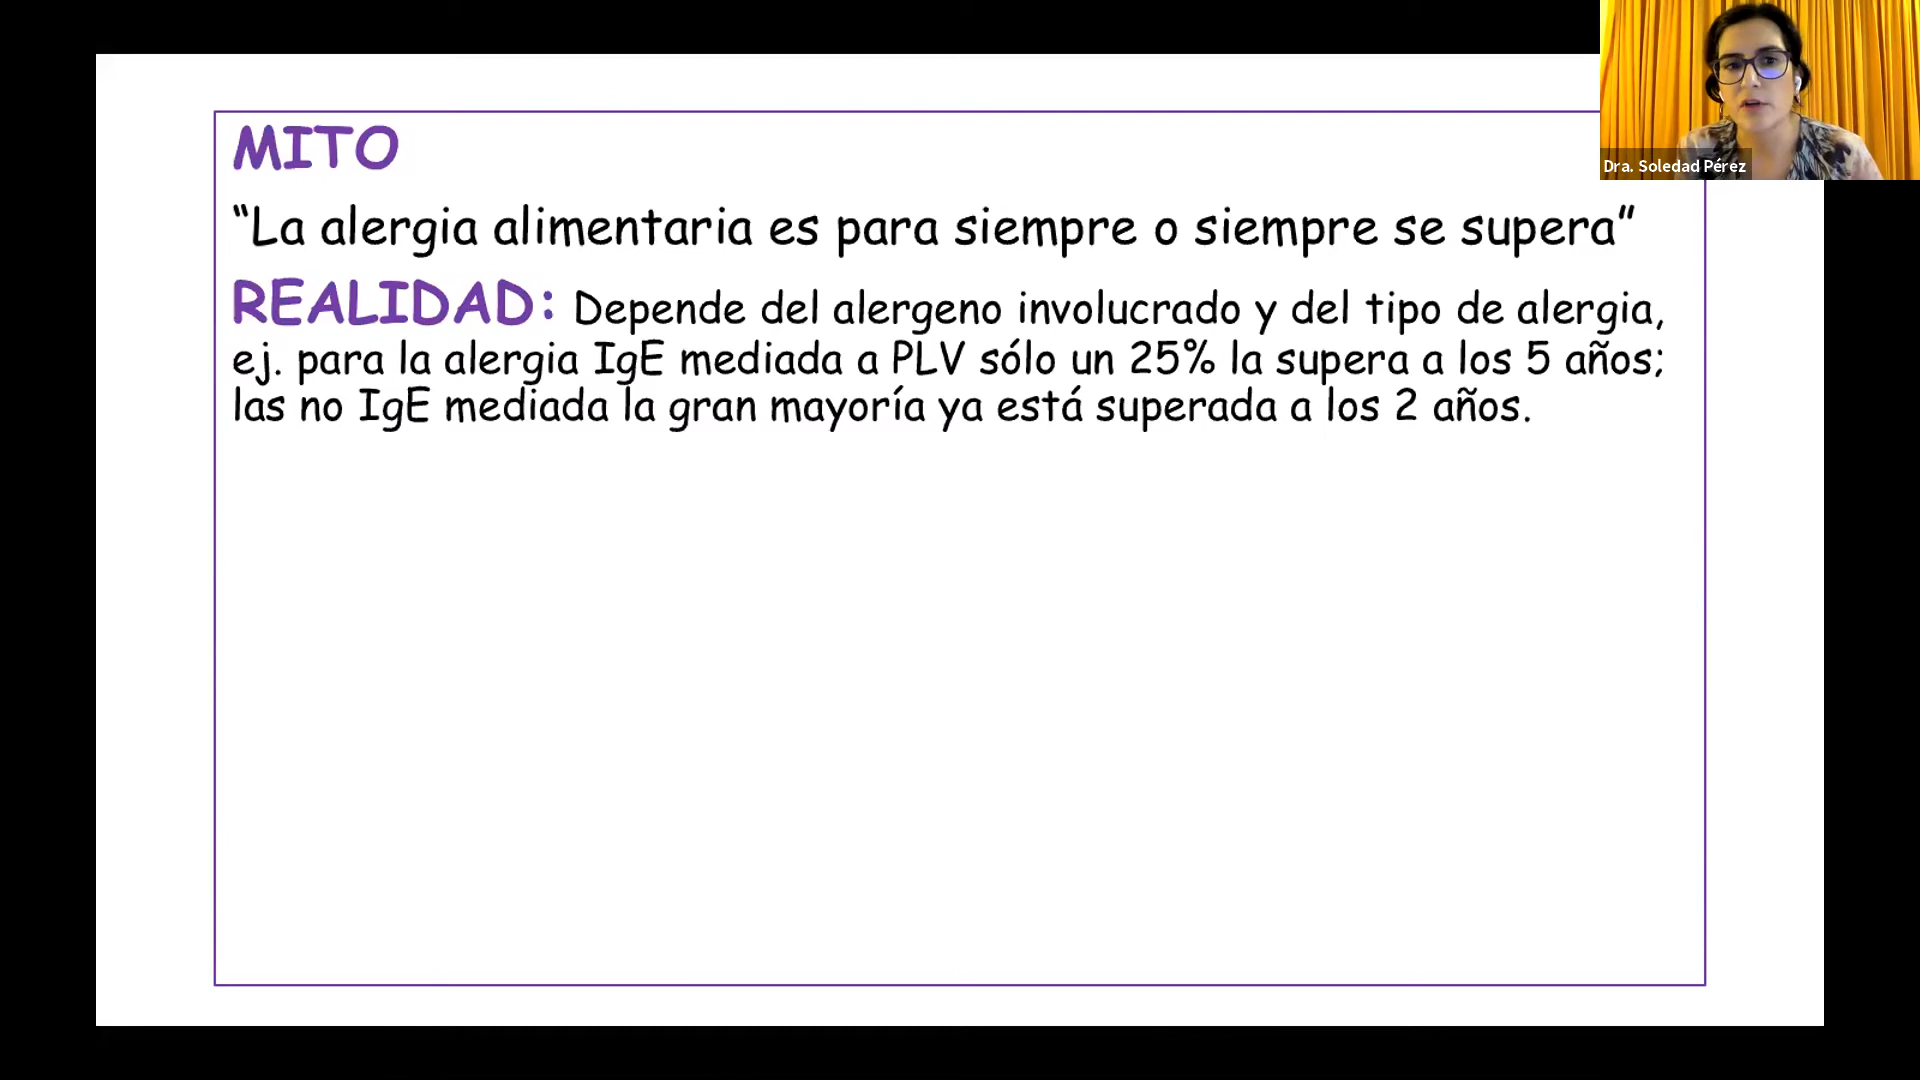 MITO
“La alergia alimentaria es para siempre o siempre se supera”
REALIDAD: Depende del alergeno involucrado y del tipo de alergia,
ej. para la alergia IgE mediada a PLV sólo un 25% la supera a los 5 años;
las no IgE mediada la gran mayoría ya está superada a los 2 años.
Dra. Soledad Pérez